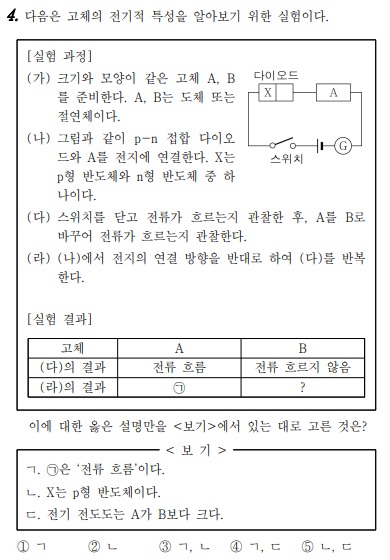 4. 다음은 고체의 전기적 특성을 알아보기 위한 실험이다.
[실험 과정]
(가) 크기와 모양이 같은 고체 A, B
를 준비한다. A, B는 도체 또는
절연체이다.
(나) 그림과 같이 p-n 접합 다이오
드와 A를 전지에 연결한다. X는
p형 반도체와 n형 반도체 중 하
나이다.
다이오드
X
A
스위치
G
(다) 스위치를 닫고 전류가 흐르는지 관찰한 후, A를 B로
바꾸어 전류가 흐르는지 관찰한다.
(라) (나)에서 전지의 연결 방향을 반대로 하여 (다)를 반복
한다.
[실험 결과]
고체 A B
(다)의 결과 전류 흐름 전류 흐르지 않음
(라)의 결과 ㉠ ?
이에 대한 옳은 설명만을 <보기>에서 있는 대로 고른 것은?
< 보 기 >
ㄱ. ㉠은 ‘전류 흐름’이다.
ㄴ. X는 p형 반도체이다.
ㄷ. 전기 전도도는 A가 B보다 크다.
① ㄱ ② ㄴ ③ ㄱ, ㄴ ④ ㄱ, ㄷ ⑤ ㄴ, ㄷ